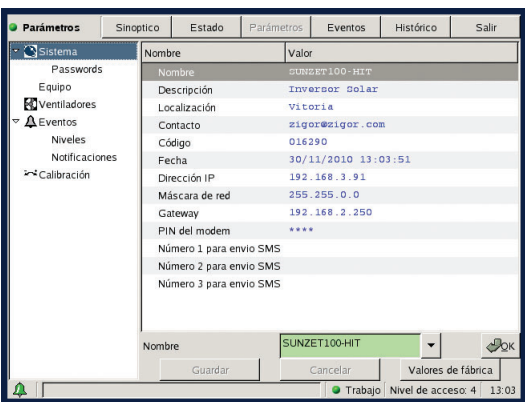 Parámetros Sinoptico Estado Parámetros Eventos Histórico Salir
Sistema
Passwords
Equipo
Ventiladores
Eventos
Niveles
Notificaciones
Calibración
Nombre Valor
Nombre SUNZET100-HIT
Descripción Inversor Solar
Localización Vitoria
Contacto zigor@zigor.com
Código 016290
Fecha 30/11/2010 13:03:51
Dirección IP 192.168.3.91
Máscara de red 255.255.0.0
Gateway 192.168.2.250
PIN del modem ****
Número 1 para envio SMS
Número 2 para envio SMS
Número 3 para envio SMS
Nombre SUNZET100-HIT OK
Guardar Cancelar Valores de fábrica
Trabajo Nivel de acceso: 4 13:03